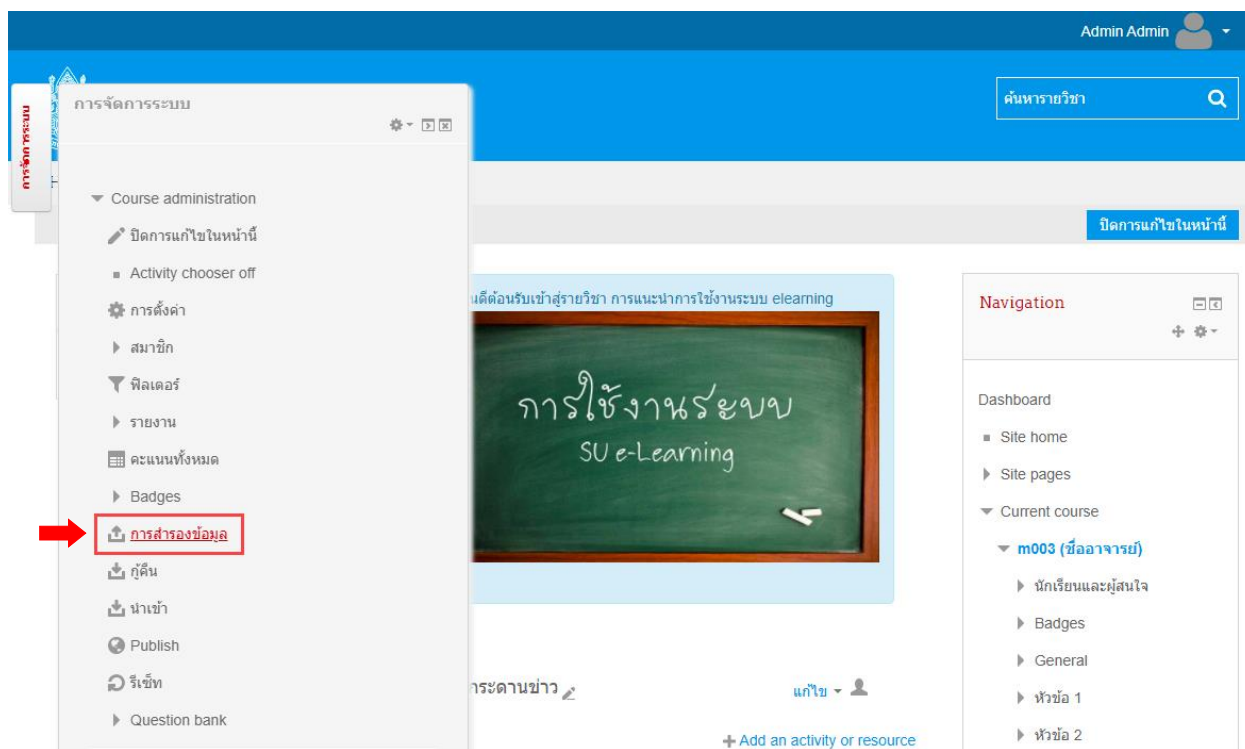 Admin Admin
ค้นหารายวิชา
การจัดการระบบ
การจัดการระบบ
Course administration
ปิดการแก้ไขในหน้านี้
Activity chooser off
การตั้งค่า
สมาชิก
ฟิลเตอร์
รายงาน
คะแนนทั้งหมด
Badges
การสำรองข้อมูล
กู้คืน
นำเข้า
Publish
รีเซ็ท
Question bank
ปิดการแก้ไขในหน้านี้
นดีต้อนรับเข้าสู่รายวิชา การแนะนำการใช้งานระบบ elearning
การใช้งานระบบ
SU e-Learning
กระดานข่าว
แก้ไข
Add an activity or resource
Navigation
Dashboard
Site home
Site pages
Current course
m003 (ชื่ออาจารย์)
นักเรียนและผู้สนใจ
Badges
General
หัวข้อ 1
หัวข้อ 2